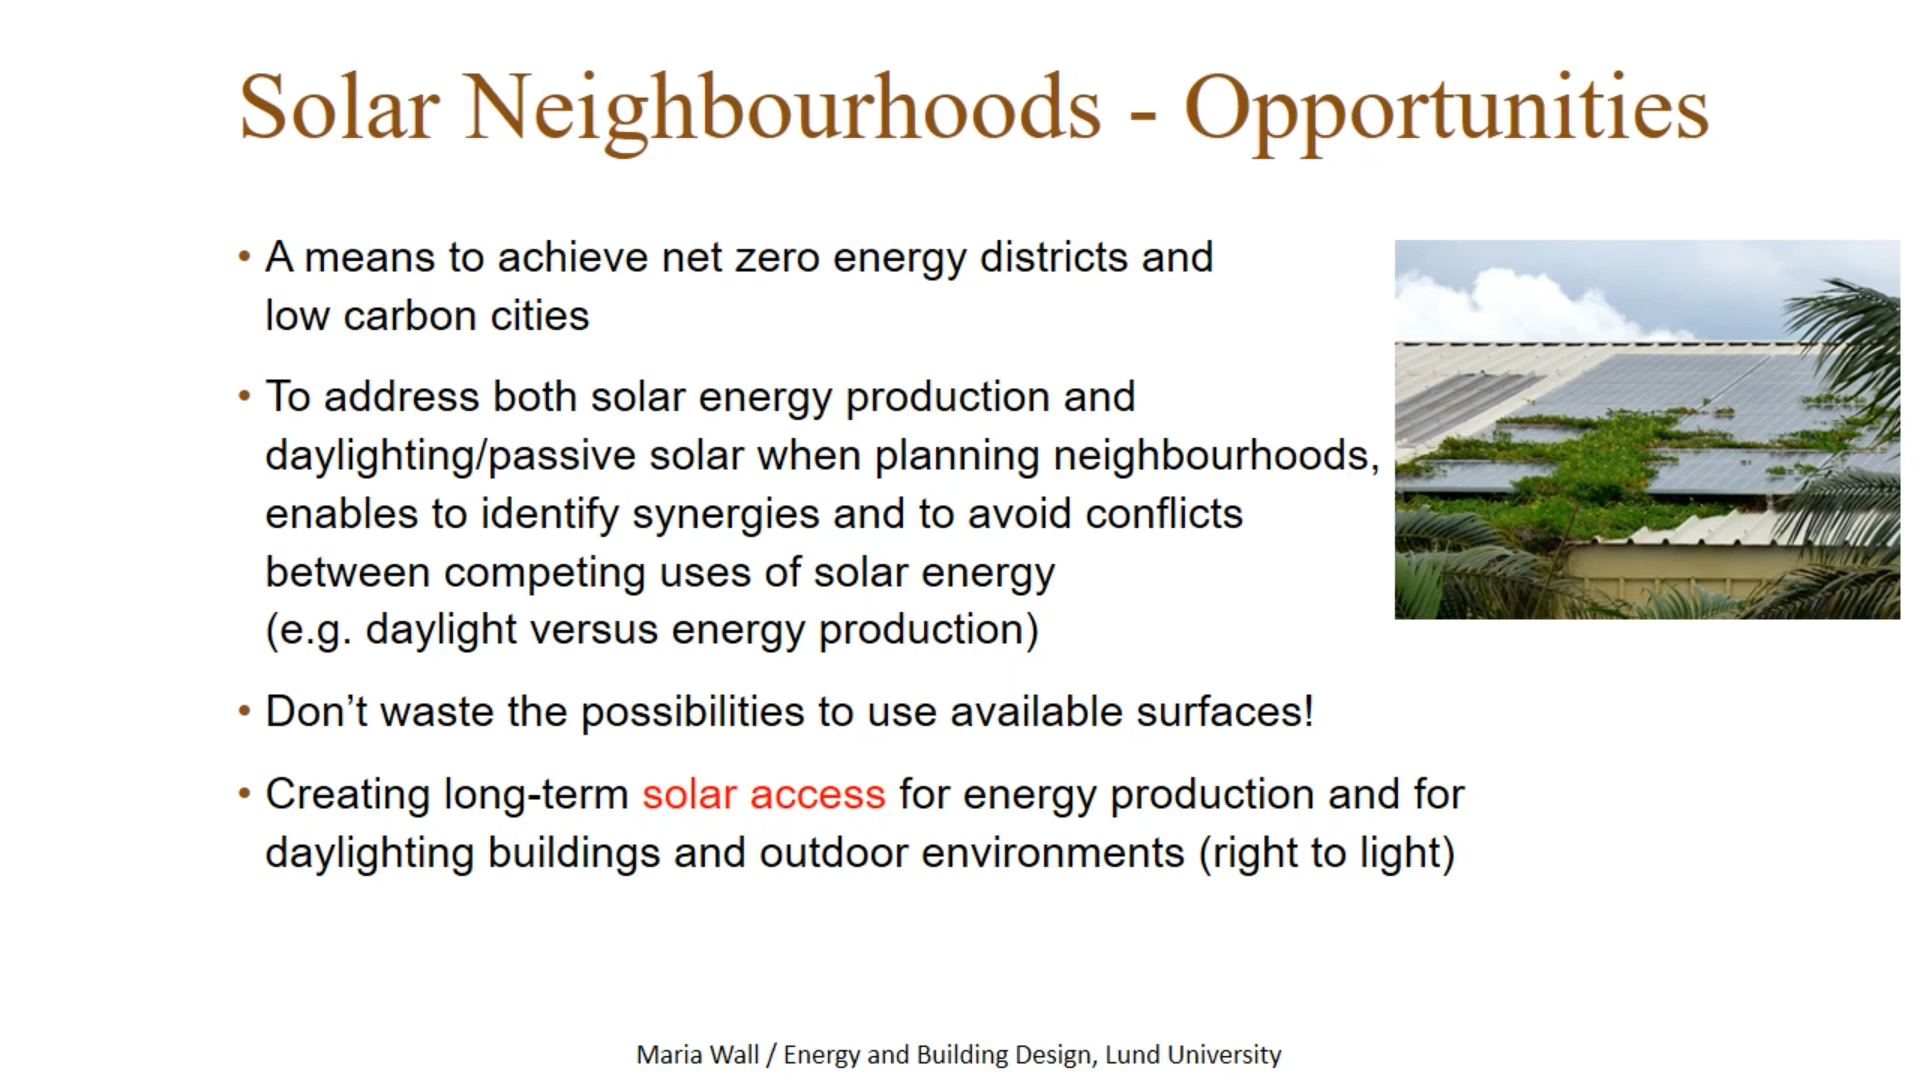 Solar Neighbourhoods - Opportunities
• A means to achieve net zero energy districts and
low carbon cities
• To address both solar energy production and
daylighting/passive solar when planning neighbourhoods,
enables to identify synergies and to avoid conflicts
between competing uses of solar energy
(e.g. daylight versus energy production)
• Don’t waste the possibilities to use available surfaces!
• Creating long-term solar access for energy production and for
daylighting buildings and outdoor environments (right to light)
Maria Wall / Energy and Building Design, Lund University